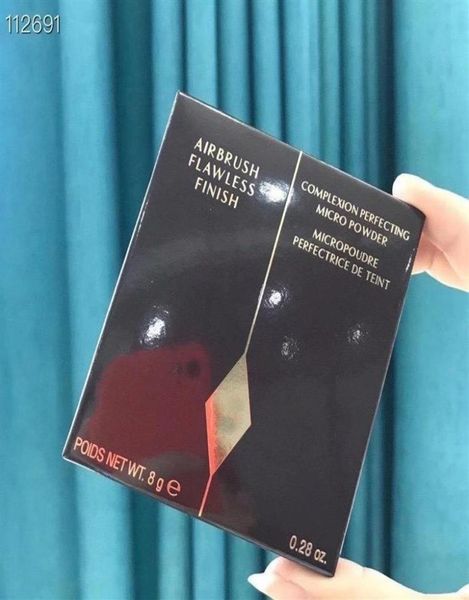 112691
AIRBRUSH
FLAWLESS
FINISH
COMPLEXION PERFECTING
MICRO POWDER
MICROPOUDRE
PERFECTRICE DE TEINT
POIDS NET WT. 8 g ℮
0.28 oz.